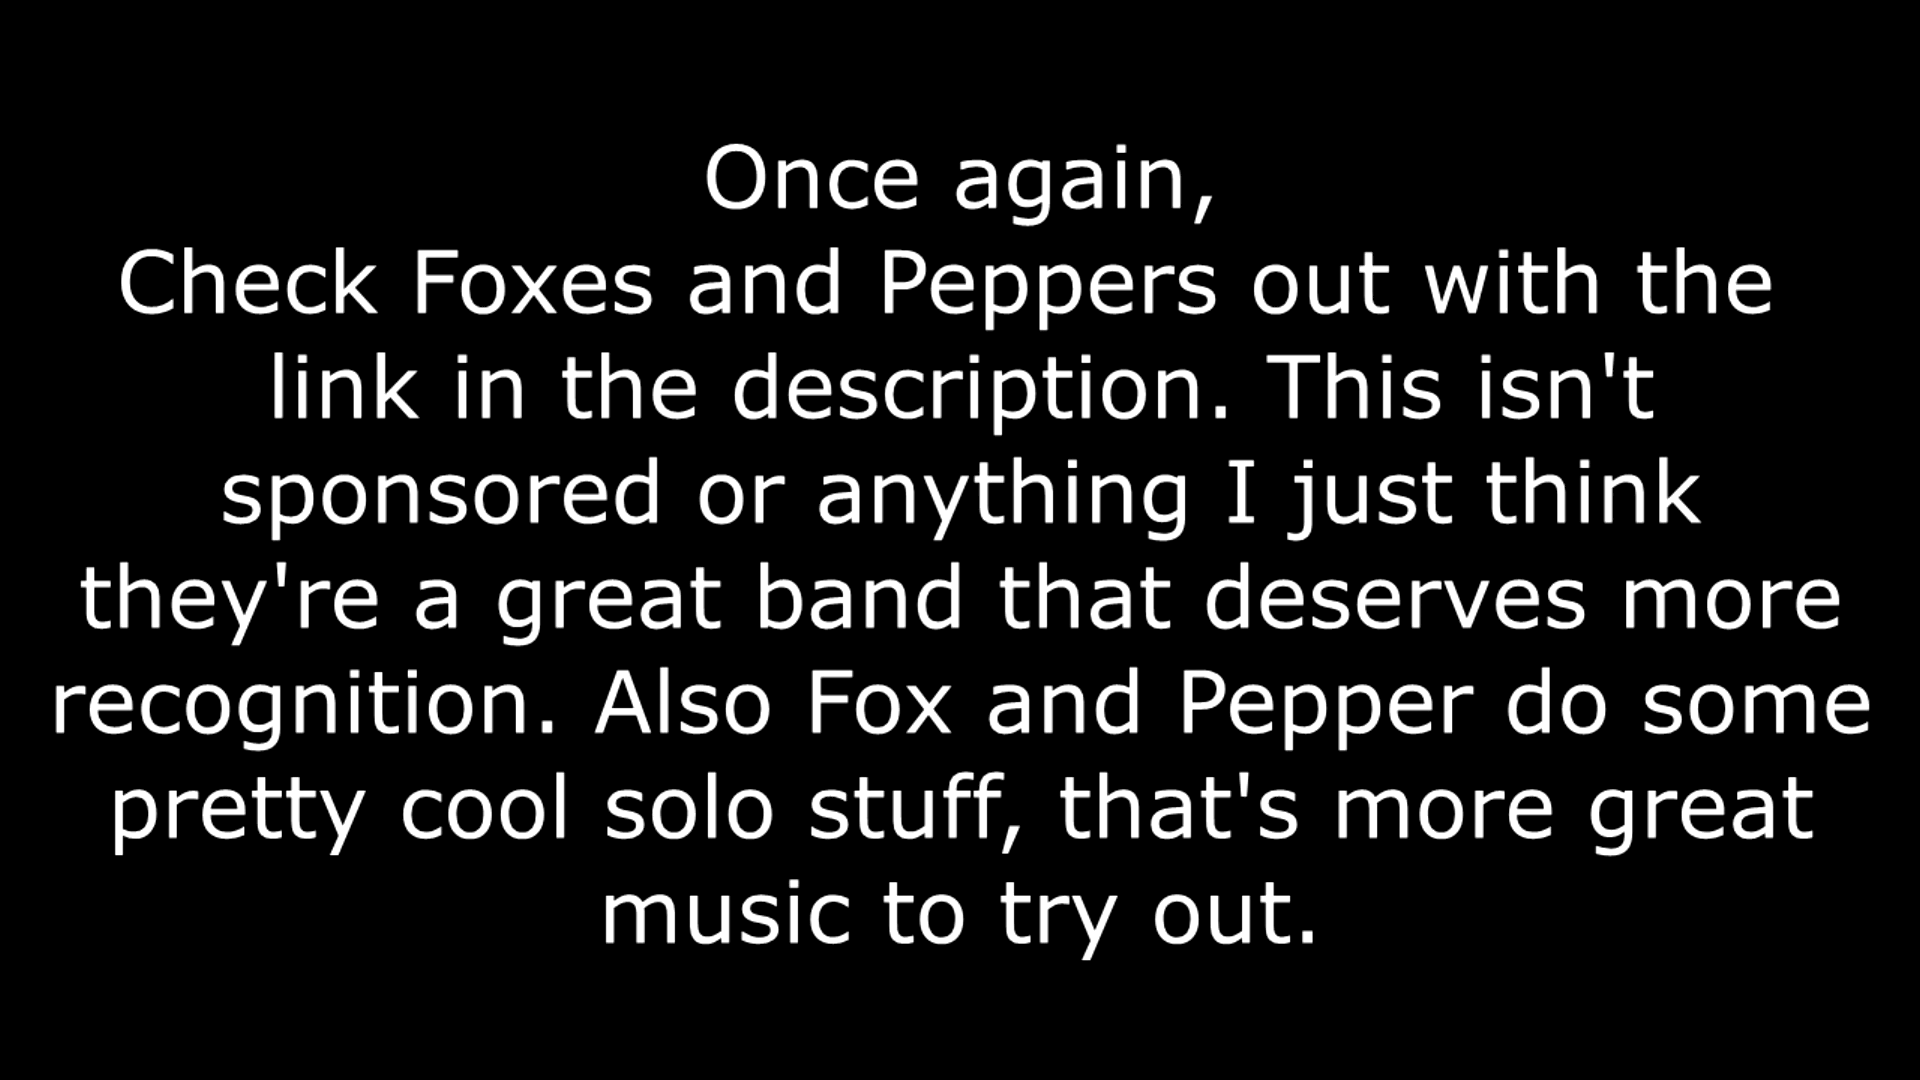 Once again,
Check Foxes and Peppers out with the
link in the description. This isn't
sponsored or anything I just think
they're a great band that deserves more
recognition. Also Fox and Pepper do some
pretty cool solo stuff, that's more great
music to try out.